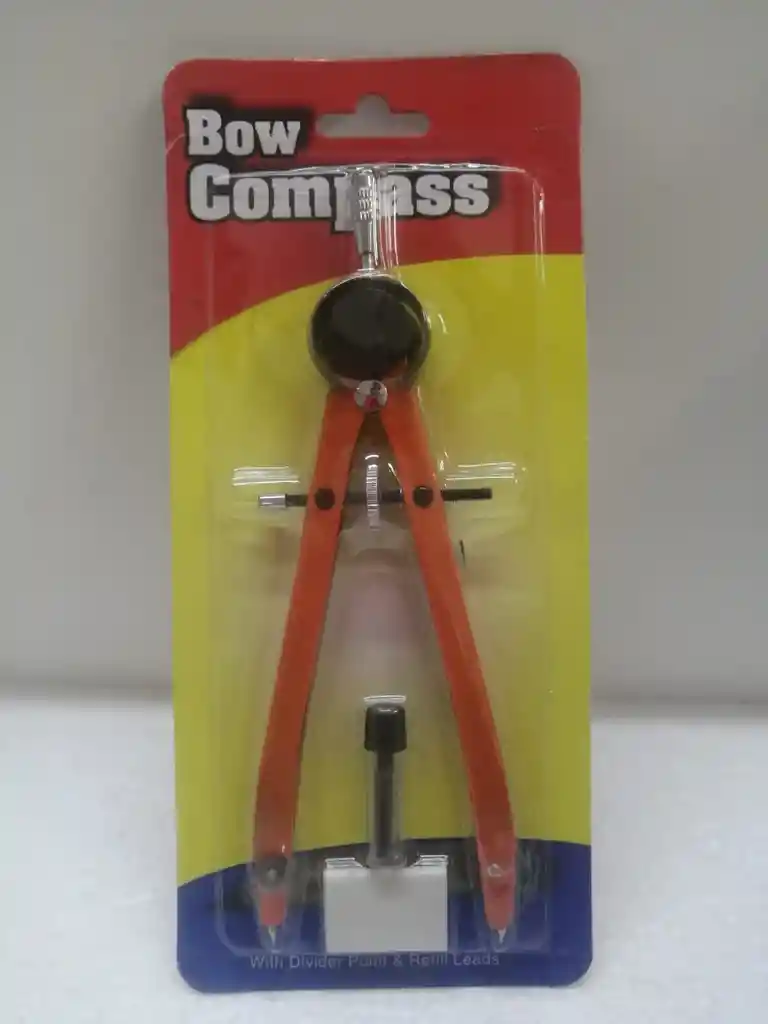 Bow
Compass
With Divider Point & Refill Leads